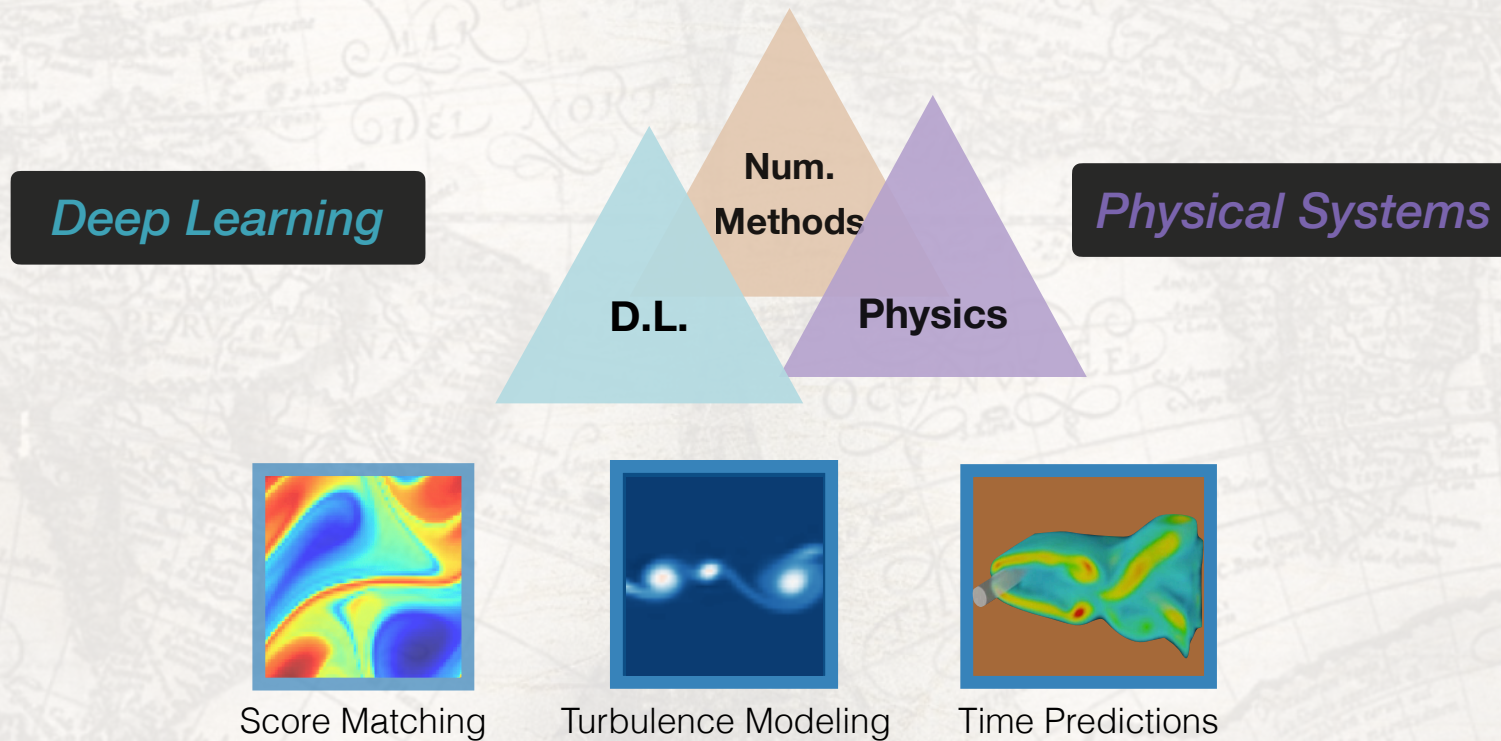 Deep Learning
Num.
Methods
Physical Systems
D.L.
Physics
Score Matching
Turbulence Modeling
Time Predictions